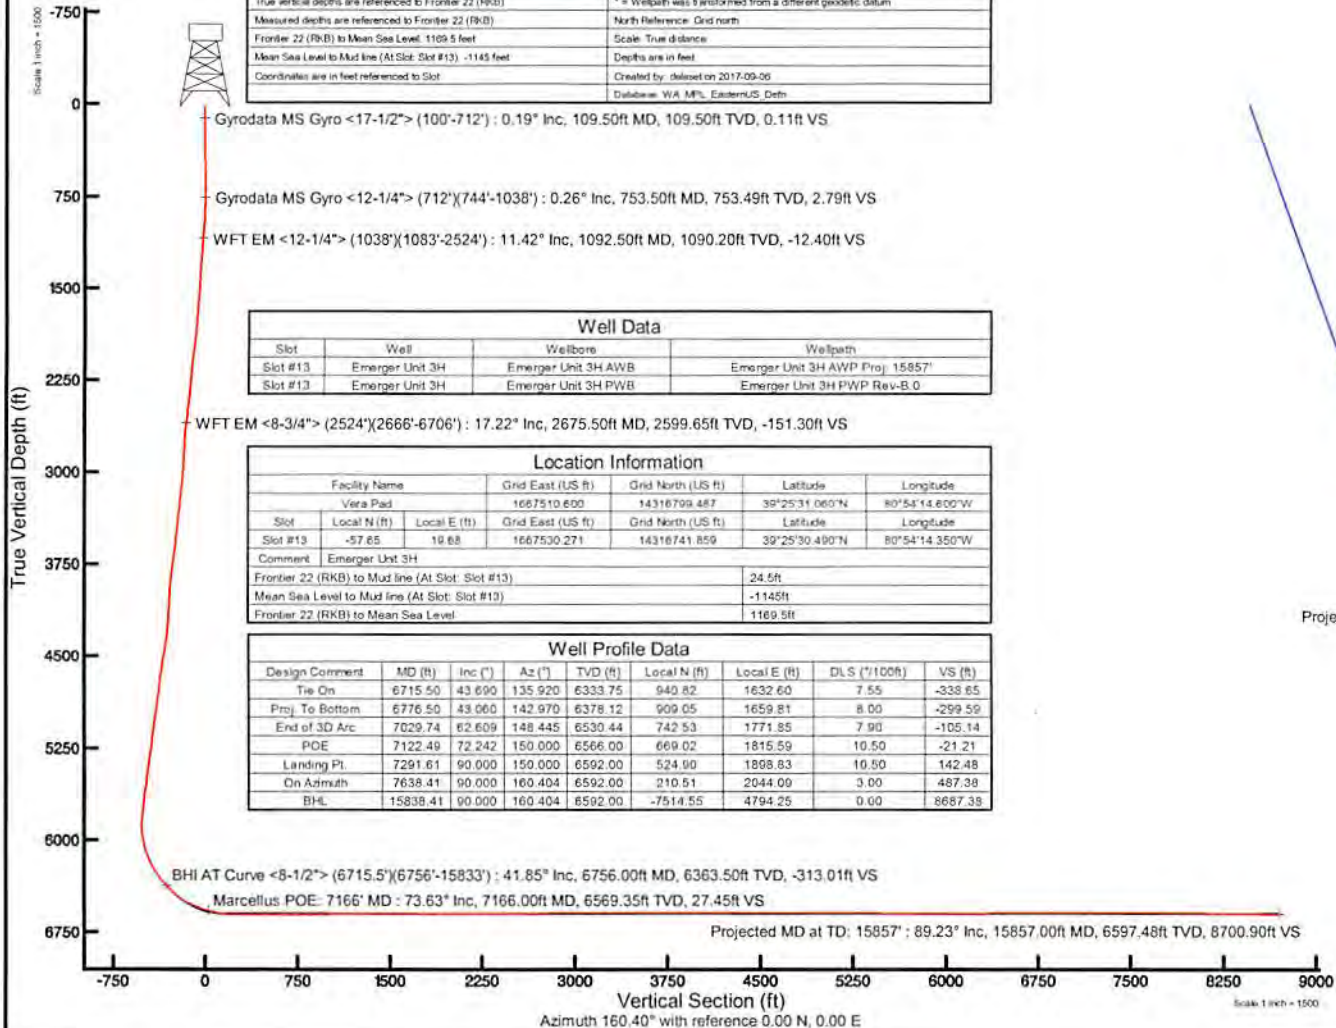 True vertical depths are referenced to Frontier 22 (RKB)
* = Wellpath was transformed from a different geodetic datum
Measured depths are referenced to Frontier 22 (RKB)
North Reference: Grid north
Frontier 22 (RKB) to Mean Sea Level: 1169.5 feet
Scale: True distance
Mean Sea Level to Mud line (At Slot: Slot #13) -1145 feet
Depths are in feet
Coordinates are in feet referenced to Slot
Created by: on 2017-09-06
Database: WA_MPL_EasternUS_Defn
Scale 1 inch = 1500
True Vertical Depth (ft)
-750
0
750
1500
2250
3000
3750
4500
5250
6000
6750
Gyrodata MS Gyro <17-1/2"> (100'-712') : 0.19° Inc, 109.50ft MD, 109.50ft TVD, 0.11ft VS
Gyrodata MS Gyro <12-1/4"> (712')(744'-1038') : 0.26° Inc, 753.50ft MD, 753.49ft TVD, 2.79ft VS
WFT EM <12-1/4"> (1038')(1083'-2524') : 11.42° Inc, 1092.50ft MD, 1090.20ft TVD, -12.40ft VS
Well Data
Slot Well Wellbore Wellpath
Slot #13 Emerger Unit 3H Emerger Unit 3H AWB Emerger Unit 3H AWP Proj: 15857'
Slot #13 Emerger Unit 3H Emerger Unit 3H PWB Emerger Unit 3H PWP Rev-B.0
WFT EM <8-3/4"> (2524')(2666'-6706') : 17.22° Inc, 2675.50ft MD, 2599.65ft TVD, -151.30ft VS
Location Information
Facility Name Grid East (US ft) Grid North (US ft) Latitude Longitude
Vera Pad 1667510.600 14316799.487 39°25'31.060"N 80°54'14.600"W
Slot Local N (ft) Local E (ft) Grid East (US ft) Grid North (US ft) Latitude Longitude
Slot #13 -57.65 19.68 1667530.271 14316741.859 39°25'30.490"N 80°54'14.350"W
Comment Emerger Unit 3H
Frontier 22 (RKB) to Mud line (At Slot: Slot #13) 24.5ft
Mean Sea Level to Mud line (At Slot: Slot #13) -1145ft
Frontier 22 (RKB) to Mean Sea Level 1169.5ft
Proje
Well Profile Data
Design Comment MD (ft) Inc (°) Az (°) TVD (ft) Local N (ft) Local E (ft) DLS (°/100ft) VS (ft)
Tie On 6715.50 43.690 135.920 6333.75 940.82 1632.60 7.55 -338.65
Proj. To Bottom 6776.50 43.060 142.970 6378.12 909.05 1659.81 8.00 -299.59
End of 3D Arc 7029.74 62.609 148.445 6530.44 742.53 1771.85 7.90 -105.14
POE 7122.49 72.242 150.000 6566.00 669.02 1815.59 10.50 -21.21
Landing Pt. 7291.61 90.000 150.000 6592.00 524.90 1898.83 10.50 142.48
On Azimuth 7638.41 90.000 160.404 6592.00 210.51 2044.09 3.00 487.38
BHL 15838.41 90.000 160.404 6592.00 -7514.55 4794.25 0.00 8687.38
BHI AT Curve <8-1/2"> (6715.5')(6756'-15833') : 41.85° Inc, 6756.00ft MD, 6363.50ft TVD, -313.01ft VS
Marcellus POE: 7166' MD : 73.63° Inc, 7166.00ft MD, 6569.35ft TVD, 27.45ft VS
Projected MD at TD: 15857' : 89.23° Inc, 15857.00ft MD, 6597.48ft TVD, 8700.90ft VS
-750 0 750 1500 2250 3000 3750 4500 5250 6000 6750 7500 8250 9000
Vertical Section (ft)
Scale 1 inch = 1500
Azimuth 160.40° with reference 0.00 N, 0.00 E